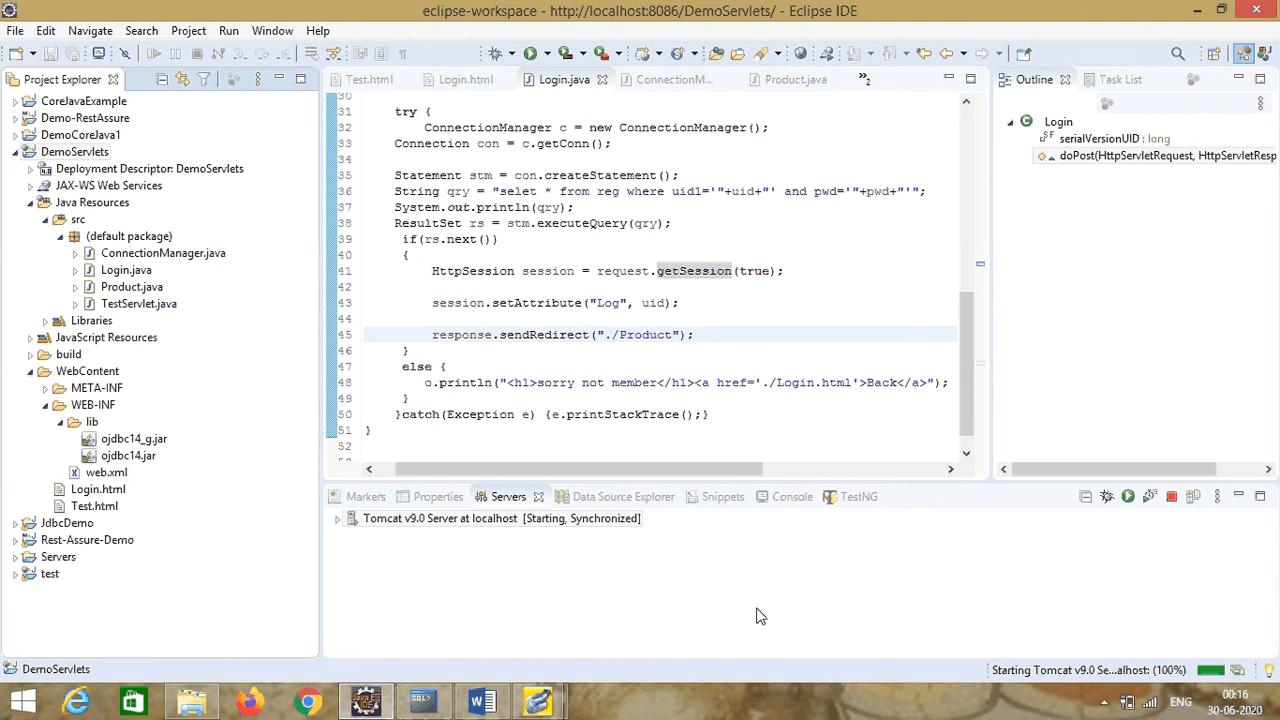 eclipse-workspace - http://localhost:8086/DemoServlets/ - Eclipse IDE
File Edit Navigate Search Project Run Window Help
Project Explorer
CoreJavaExample
Demo-RestAssure
DemoCoreJava1
DemoServlets
Deployment Descriptor: DemoServlets
JAX-WS Web Services
Java Resources
src
(default package)
ConnectionManager.java
Login.java
Product.java
TestServlet.java
Libraries
JavaScript Resources
build
WebContent
META-INF
WEB-INF
lib
ojdbc14_g.jar
ojdbc14.jar
web.xml
Login.html
Test.html
JdbcDemo
Rest-Assure-Demo
Servers
test
Test.html Login.html Login.java ConnectionM... Product.java »2
30
31 try {
32 ConnectionManager c = new ConnectionManager();
33 Connection con = c.getConn();
34
35 Statement stm = con.createStatement();
36 String qry = "selet * from reg where uid1='"+uid+"' and pwd='"+pwd+"'";
37 System.out.println(qry);
38 ResultSet rs = stm.executeQuery(qry);
39 if(rs.next())
40 {
41 HttpSession session = request.getSession(true);
42
43 session.setAttribute("Log", uid);
44
45 response.sendRedirect("./Product");
46 }
47 else {
48 o.println("<h1>sorry not member</h1><a href='./Login.html'>Back</a>");
49 }
50 }catch(Exception e) {e.printStackTrace();}
51 }
52
Outline Task List
Login
serialVersionUID : long
doPost(HttpServletRequest, HttpServletResp
Markers Properties Servers Data Source Explorer Snippets Console TestNG
Tomcat v9.0 Server at localhost [Starting, Synchronized]
DemoServlets
Starting Tomcat v9.0 Se...alhost: (100%)
ENG
00:16
30-06-2020